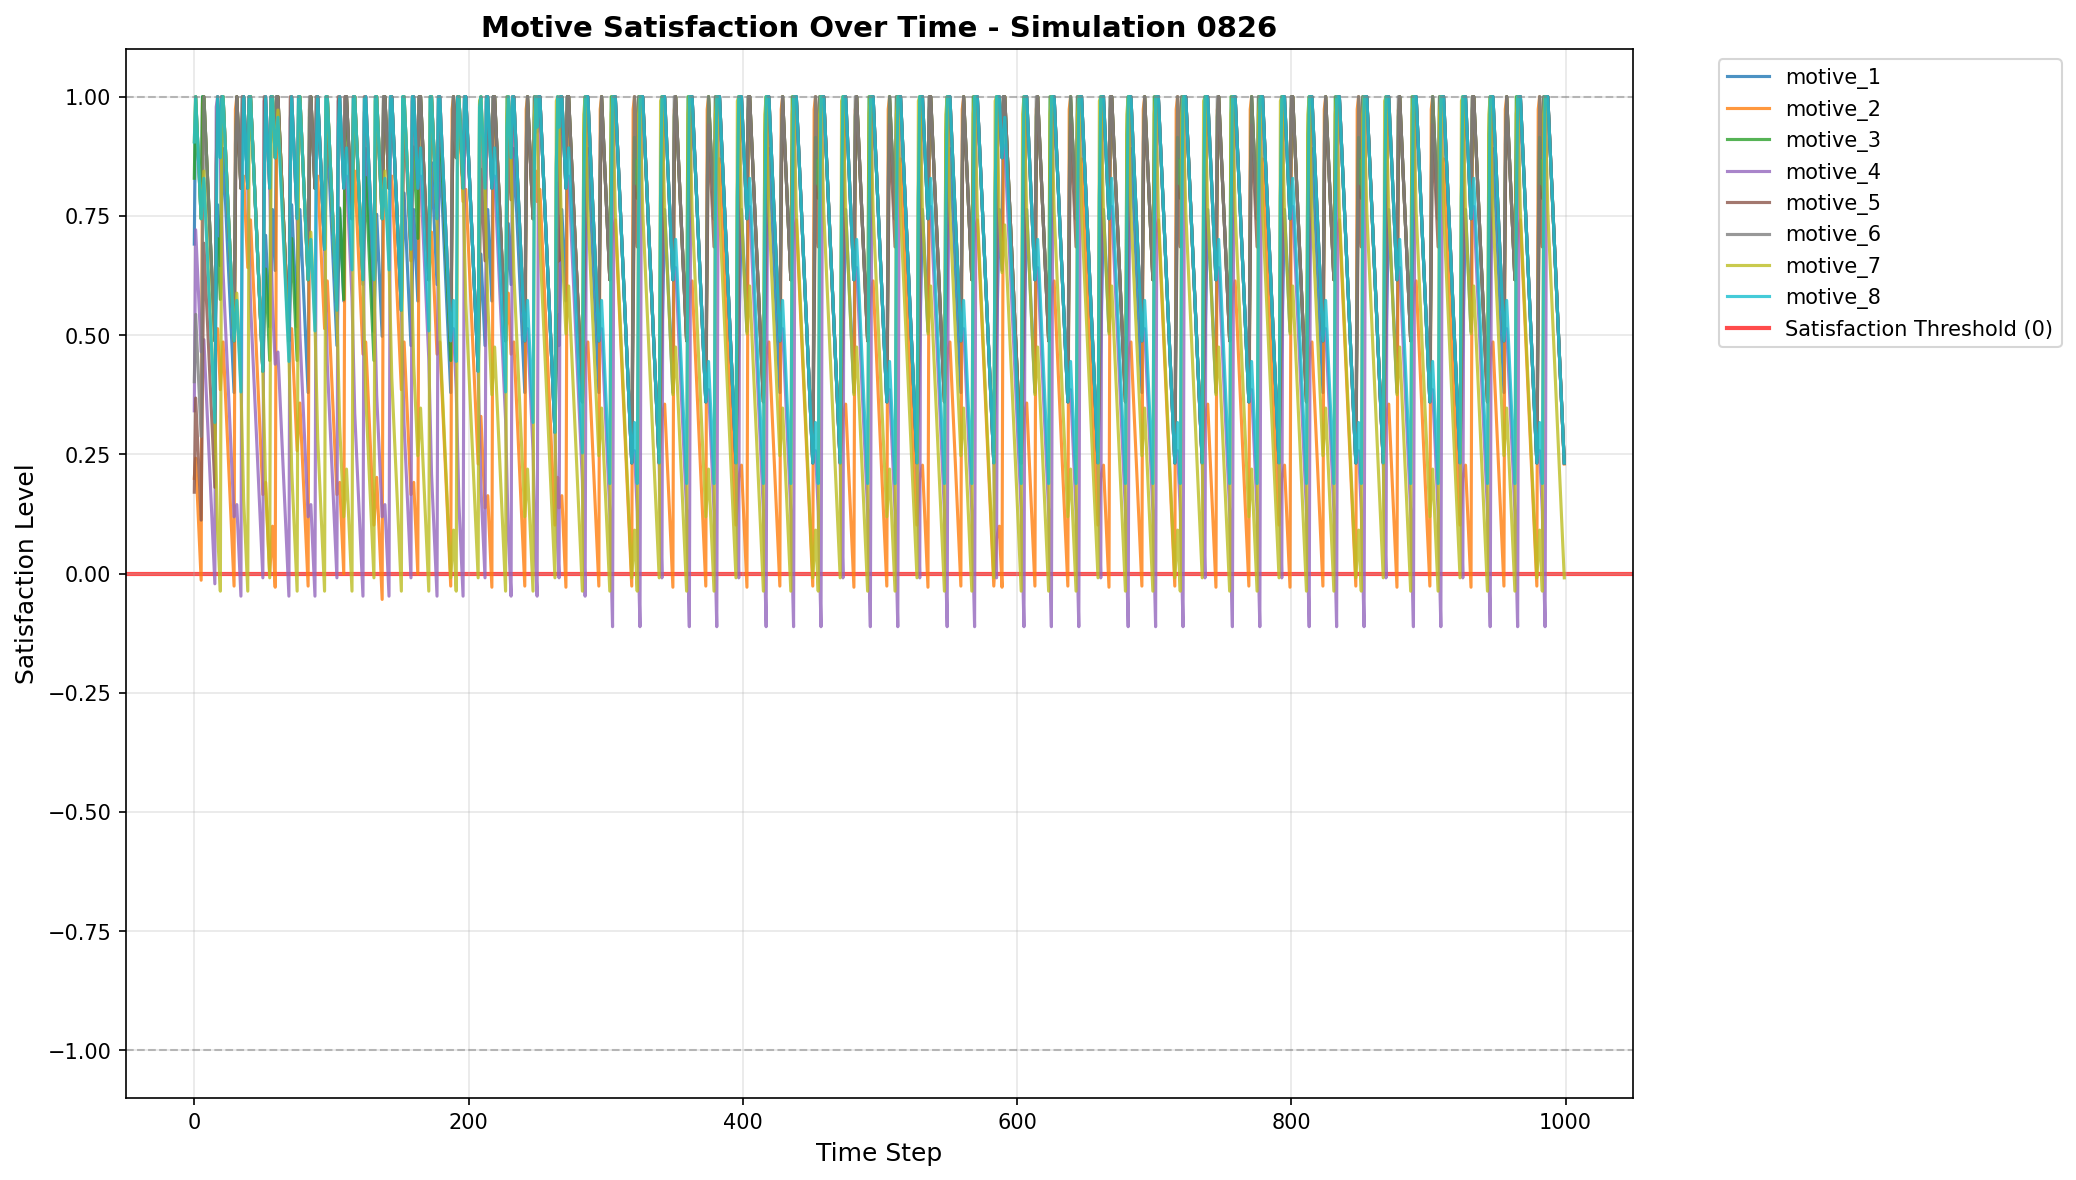 Motive Satisfaction Over Time - Simulation 0826
Satisfaction Level
1.00
0.75
0.50
0.25
0.00
−0.25
−0.50
−0.75
−1.00
0
200
400
600
800
1000
Time Step
motive_1
motive_2
motive_3
motive_4
motive_5
motive_6
motive_7
motive_8
Satisfaction Threshold (0)